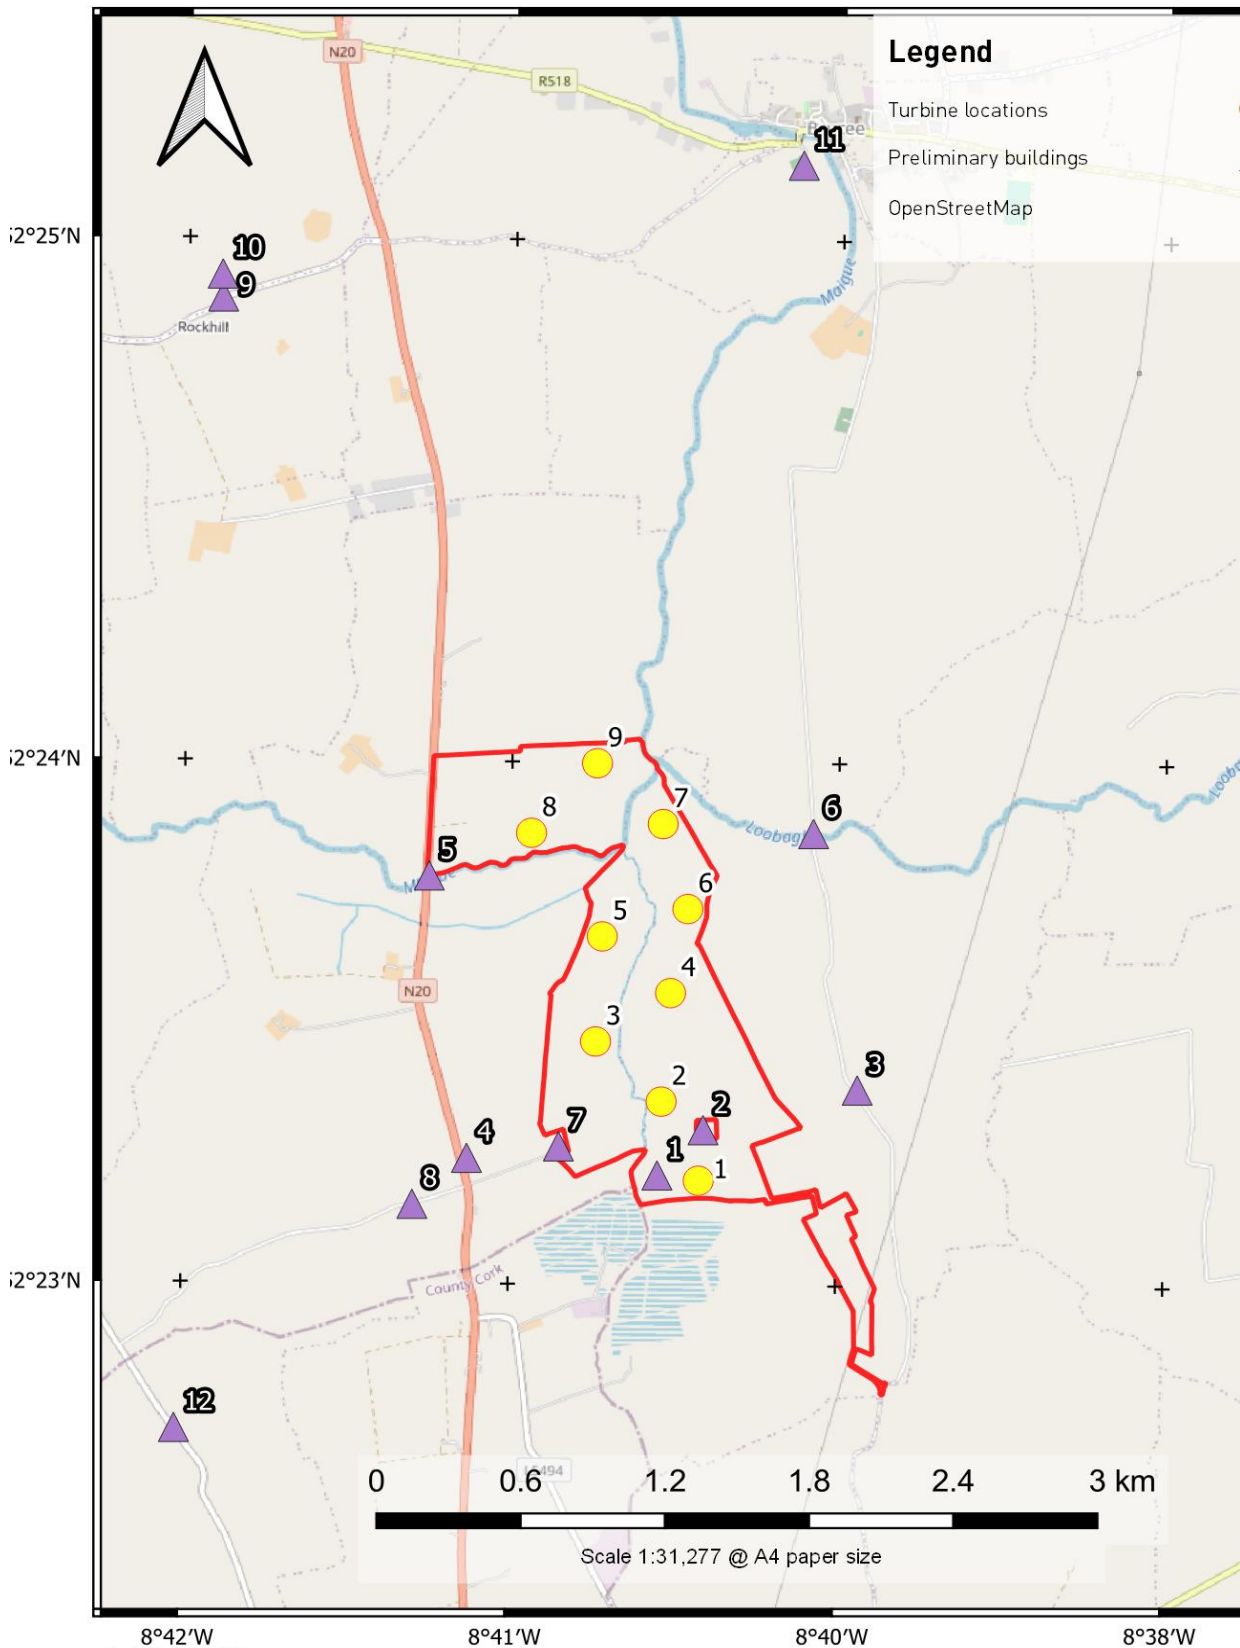 Legend
Turbine locations
Preliminary buildings
OpenStreetMap
N20
R518
11
52°25′N
10
9
Rockhill
Maigue
52°24′N
9
8
7
6
Loobagh
5
6
5
4
N20
3
3
2
2
7
4
1
1
8
52°23′N
County Cork
12
L5494
0 0.6 1.2 1.8 2.4 3 km
Scale 1:31,277 @ A4 paper size
8°42′W 8°41′W 8°40′W 8°38′W